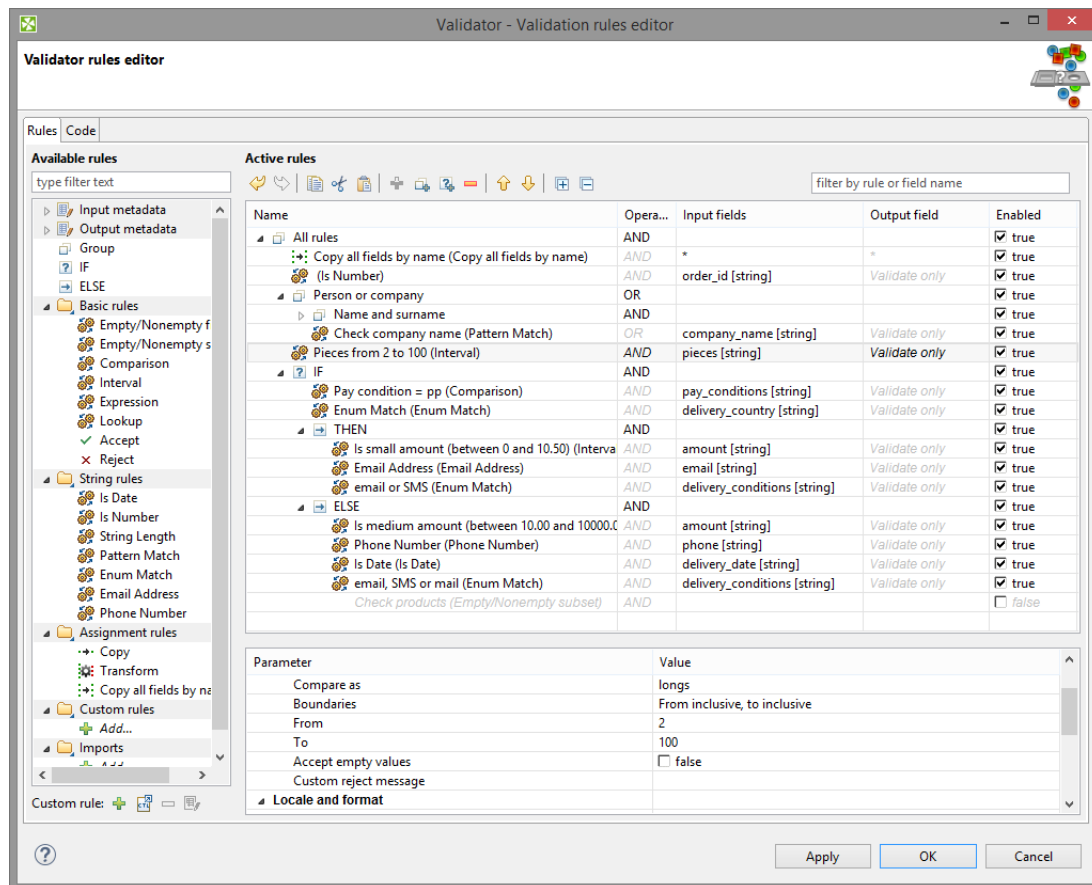 Validator - Validation rules editor
Validator rules editor
Rules Code
Available rules
type filter text
Input metadata
Output metadata
Group
IF
ELSE
Basic rules
Empty/Nonempty f
Empty/Nonempty s
Comparison
Interval
Expression
Lookup
Accept
Reject
String rules
Is Date
Is Number
String Length
Pattern Match
Enum Match
Email Address
Phone Number
Assignment rules
Copy
Transform
Copy all fields by na
Custom rules
Add...
Imports
Custom rule:
Active rules
filter by rule or field name
Name Opera... Input fields Output field Enabled
All rules AND true
Copy all fields by name (Copy all fields by name) AND * * true
(Is Number) AND order_id [string] Validate only true
Person or company OR true
Name and surname AND true
Check company name (Pattern Match) OR company_name [string] Validate only true
Pieces from 2 to 100 (Interval) AND pieces [string] Validate only true
IF AND true
Pay condition = pp (Comparison) AND pay_conditions [string] Validate only true
Enum Match (Enum Match) AND delivery_country [string] Validate only true
THEN AND true
Is small amount (between 0 and 10.50) (Interva AND amount [string] Validate only true
Email Address (Email Address) AND email [string] Validate only true
email or SMS (Enum Match) AND delivery_conditions [string] Validate only true
ELSE AND true
Is medium amount (between 10.00 and 10000.0 AND amount [string] Validate only true
Phone Number (Phone Number) AND phone [string] Validate only true
Is Date (Is Date) AND delivery_date [string] Validate only true
email, SMS or mail (Enum Match) AND delivery_conditions [string] Validate only true
Check products (Empty/Nonempty subset) AND false
Parameter Value
Compare as longs
Boundaries From inclusive, to inclusive
From 2
To 100
Accept empty values false
Custom reject message
Locale and format
Apply OK Cancel